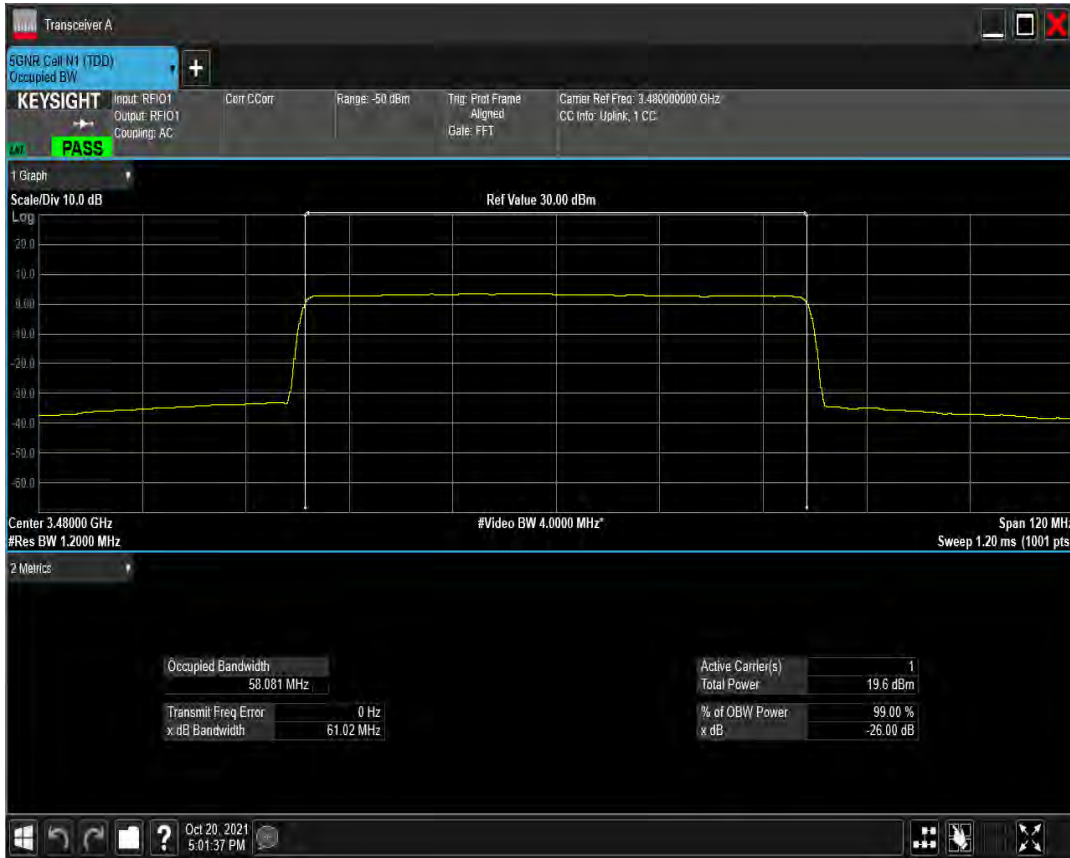 Transceiver A
5GNR Cell N1 (TDD)
Occupied BW
+
KEYSIGHT
PASS
Input: RFIO1
Output: RFIO1
Coupling: AC
Corr CCorr
Range: -50 dBm
Trig: Prot Frame
Aligned
Gate: FFT
Carrier Ref Freq: 3.480000000 GHz
CC Info: Uplink, 1 CC
1 Graph
Scale/Div 10.0 dB
Ref Value 30.00 dBm
Log
20.0
10.0
0.00
-10.0
-20.0
-30.0
-40.0
-50.0
-60.0
Center 3.48000 GHz
#Video BW 4.0000 MHz*
Span 120 MHz
#Res BW 1.2000 MHz
Sweep 1.20 ms (1001 pts
2 Metrics
Occupied Bandwidth
58.081 MHz
Transmit Freq Error 0 Hz
x dB Bandwidth 61.02 MHz
Active Carrier(s) 1
Total Power 19.6 dBm
% of OBW Power 99.00 %
x dB -26.00 dB
?
Oct 20, 2021
5:01:37 PM